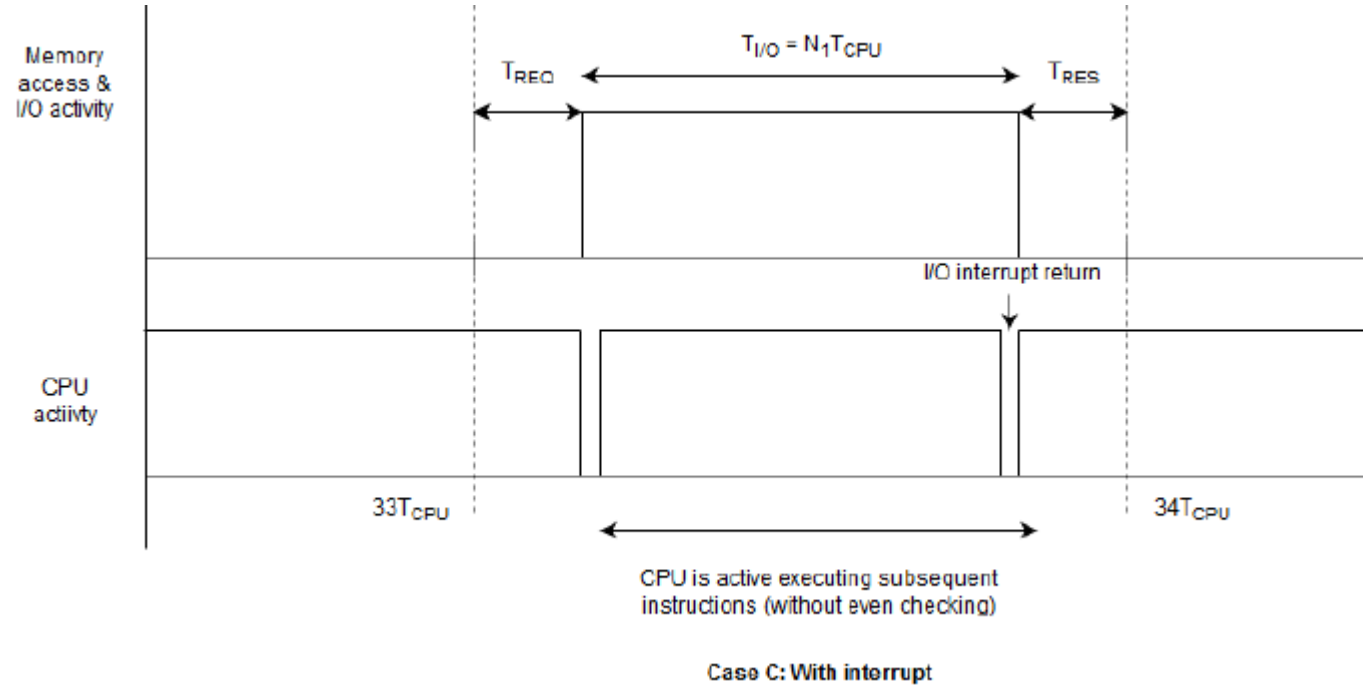 Memory
access &
I/O activity
T_REQ
T_I/O = N_1T_CPU
T_RES
I/O interrupt return
CPU
actiivty
33T_CPU
34T_CPU
CPU is active executing subsequent
instructions (without even checking)
Case C: With interrupt